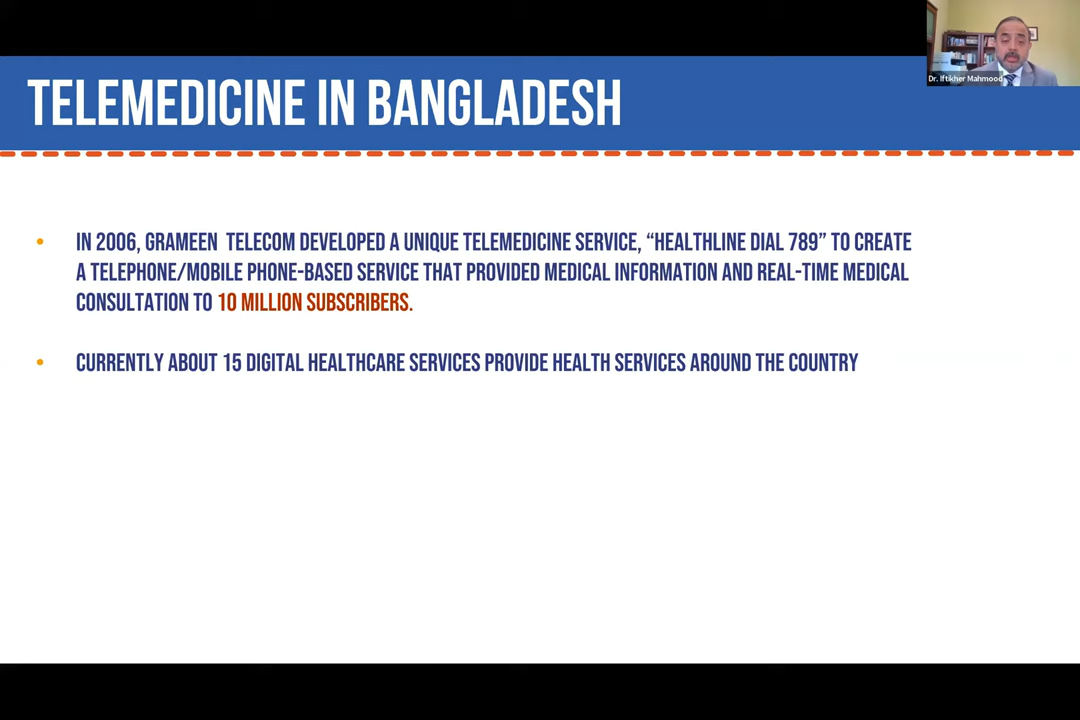 Dr. Iftikher Mahmood
TELEMEDICINE IN BANGLADESH
• IN 2006, GRAMEEN TELECOM DEVELOPED A UNIQUE TELEMEDICINE SERVICE, “HEALTHLINE DIAL 789” TO CREATE
A TELEPHONE/MOBILE PHONE-BASED SERVICE THAT PROVIDED MEDICAL INFORMATION AND REAL-TIME MEDICAL
CONSULTATION TO 10 MILLION SUBSCRIBERS.
• CURRENTLY ABOUT 15 DIGITAL HEALTHCARE SERVICES PROVIDE HEALTH SERVICES AROUND THE COUNTRY